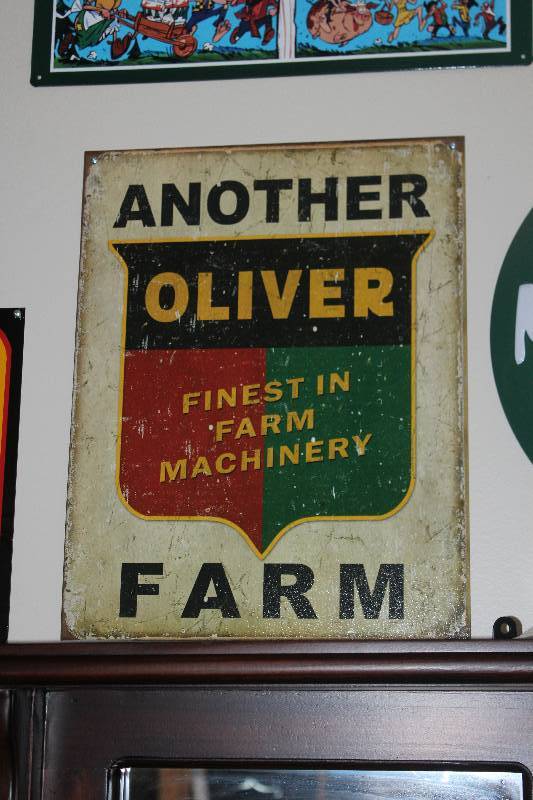 ANOTHER
OLIVER
FINEST IN
FARM
MACHINERY
FARM